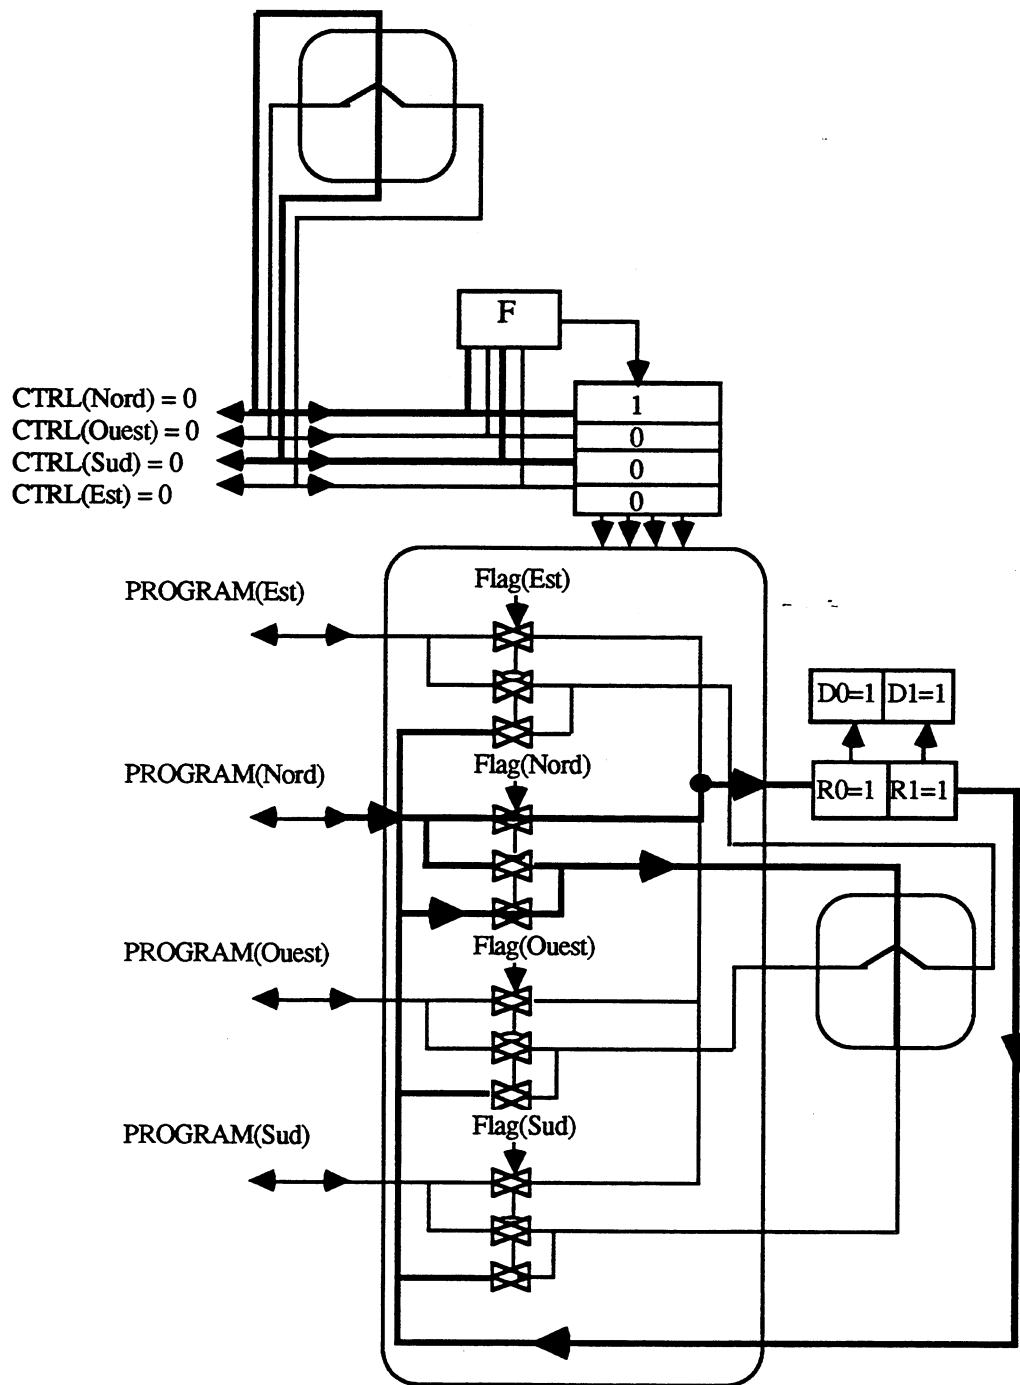 F
CTRL(Nord) = 0
1
CTRL(Ouest) = 0
0
CTRL(Sud) = 0
0
CTRL(Est) = 0
0
Flag(Est)
PROGRAM(Est)
D0=1 D1=1
Flag(Nord)
PROGRAM(Nord)
R0=1 R1=1
Flag(Ouest)
PROGRAM(Ouest)
Flag(Sud)
PROGRAM(Sud)